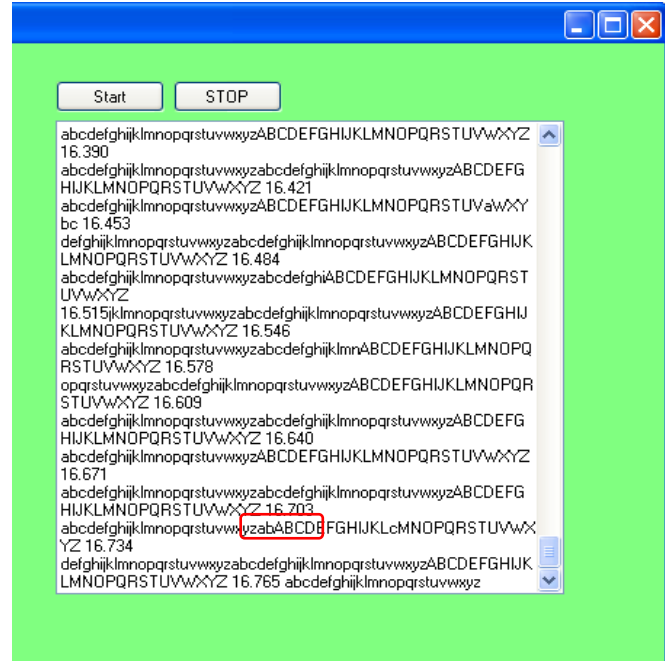 Start STOP
abcdefghijklmnopqrstuvwxyzABCDEFGHIJKLMNOPQRSTUVWXYZ
16.390
abcdefghijklmnopqrstuvwxyzabcdefghijklmnopqrstuvwxyzABCDEFG
HIJKLMNOPQRSTUVWXYZ 16.421
abcdefghijklmnopqrstuvwxyzABCDEFGHIJKLMNOPQRSTUVaWXY
bc 16.453
defghijklmnopqrstuvwxyzabcdefghijklmnopqrstuvwxyzABCDEFGHIJK
LMNOPQRSTUVWXYZ 16.484
abcdefghijklmnopqrstuvwxyzabcdefghiABCDEFGHIJKLMNOPQRST
UVWXYZ
16.515jklmnopqrstuvwxyzabcdefghijklmnopqrstuvwxyzABCDEFGHIJ
KLMNOPQRSTUVWXYZ 16.546
abcdefghijklmnopqrstuvwxyzabcdefghijklmnABCDEFGHIJKLMNOPQ
RSTUVWXYZ 16.578
opqrstuvwxyzabcdefghijklmnopqrstuvwxyzABCDEFGHIJKLMNOPQR
STUVWXYZ 16.609
abcdefghijklmnopqrstuvwxyzabcdefghijklmnopqrstuvwxyzABCDEFG
HIJKLMNOPQRSTUVWXYZ 16.640
abcdefghijklmnopqrstuvwxyzABCDEFGHIJKLMNOPQRSTUVWXYZ
16.671
abcdefghijklmnopqrstuvwxyzabcdefghijklmnopqrstuvwxyzABCDEFG
HIJKLMNOPQRSTUVWXYZ 16.703
abcdefghijklmnopqrstuvwxyzabABCDEFGHIJKLcMNOPQRSTUVWX
YZ 16.734
defghijklmnopqrstuvwxyzabcdefghijklmnopqrstuvwxyzABCDEFGHIJK
LMNOPQRSTUVWXYZ 16.765 abcdefghijklmnopqrstuvwxyz